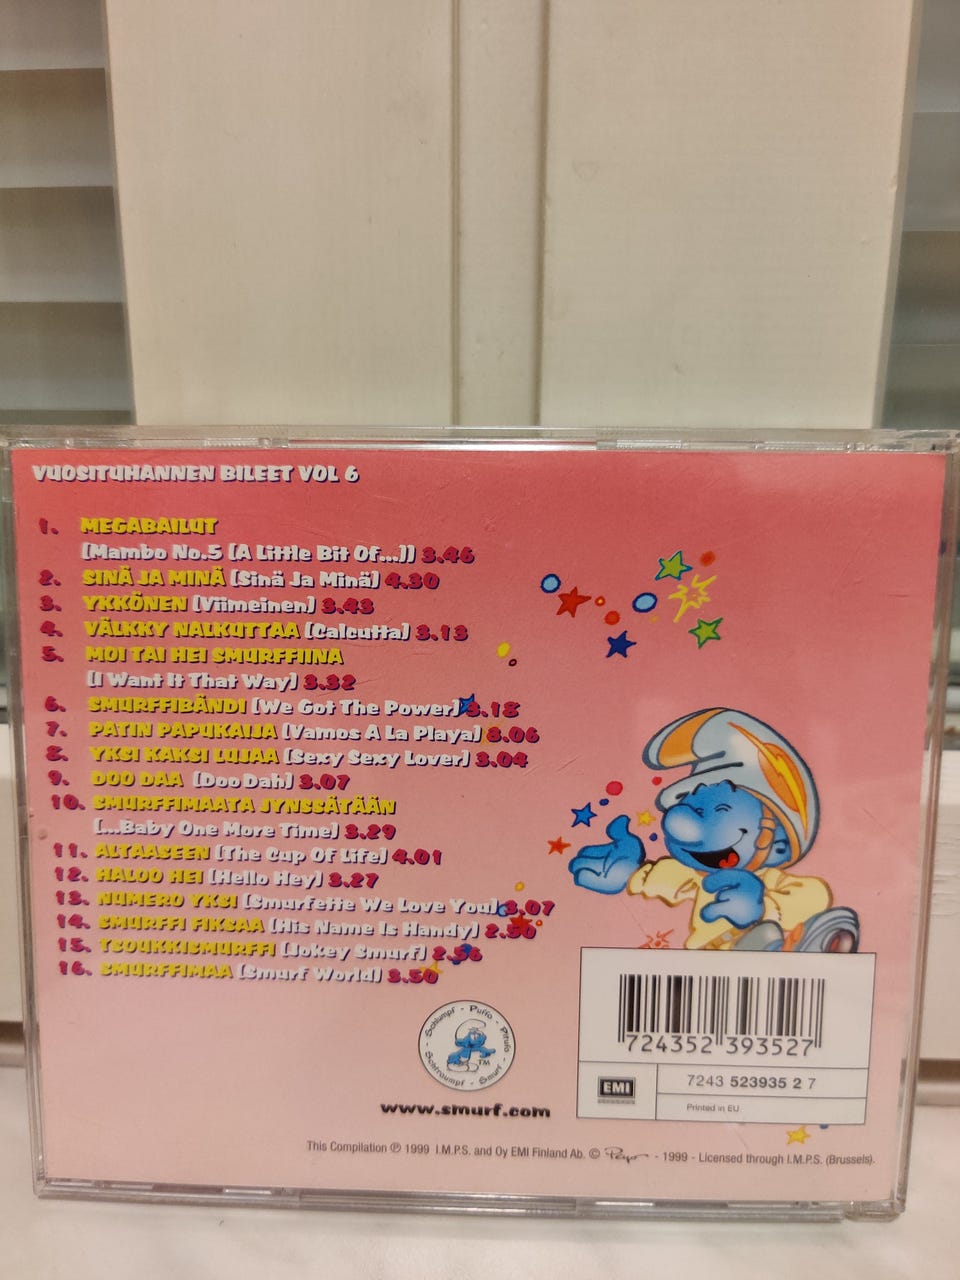 VUOSITUHANNEN BILEET VOL 6
1. MEGABAILUT
(Mambo No.5 (A Little Bit Of...)) 3.46
2. SINÄ JA MINÄ (Sinä Ja Minä) 4.30
3. YKKÖNEN (Viimeinen) 3.43
4. VÄLKKY NALKUTTAA (Calcutta) 3.13
5. MOI TAI HEI SMURFFIINA
(I Want It That Way) 3.32
6. SMURFFIBÄNDI (We Got The Power) 3.18
7. PATIN PAPUKAIJA (Vamos A La Playa) 3.06
8. YKSI KAKSI LUJAA (Sexy Sexy Lover) 3.04
9. DOO DAA (Doo Dah) 3.07
10. SMURFFIMAATA JYNSSÄTÄÄN
(...Baby One More Time) 3.29
11. ALTAASEEN (The Cup Of Life) 4.01
12. HALOO HEI (Hello Hey) 3.27
13. NUMERO YKSI (Smurfette We Love You) 3.07
14. SMURFFI FIKSAA (His Name Is Handy) 2.50
15. TSOUKKISMURFFI (Jokey Smurf) 2.56
16. SMURFFIMAA (Smurf World) 3.50
Schlumpf - Puffo - Pitufo - Smurf - Schtroumpf -
TM
www.smurf.com
724352 393527
EMI
7243 523935 2 7
Printed in EU
This Compilation ℗ 1999 I.M.P.S. and Oy EMI Finland Ab. © Peyo - 1999 - Licensed through I.M.P.S. (Brussels).